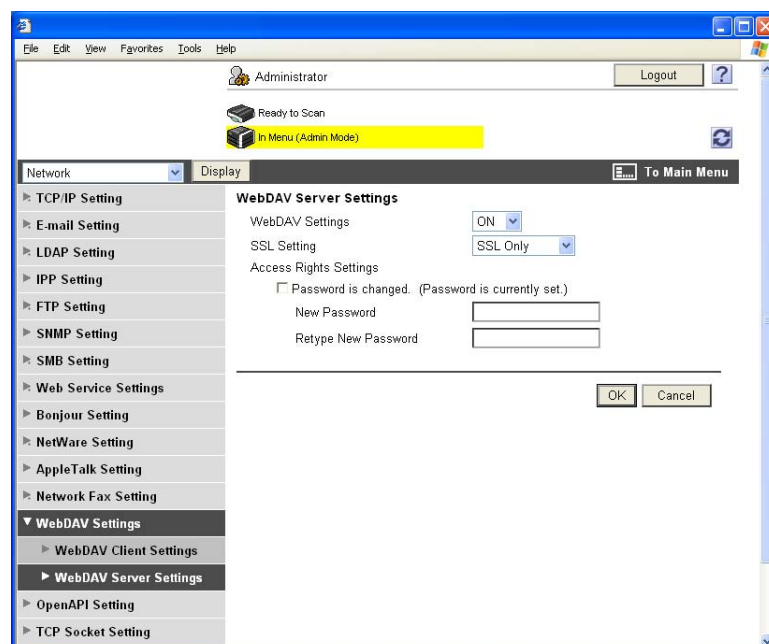 File Edit View Favorites Tools Help
Administrator
Logout
?
Ready to Scan
In Menu (Admin Mode)
Network
Display
To Main Menu
TCP/IP Setting
E-mail Setting
LDAP Setting
IPP Setting
FTP Setting
SNMP Setting
SMB Setting
Web Service Settings
Bonjour Setting
NetWare Setting
AppleTalk Setting
Network Fax Setting
WebDAV Settings
WebDAV Client Settings
WebDAV Server Settings
OpenAPI Setting
TCP Socket Setting
WebDAV Server Settings
WebDAV Settings ON
SSL Setting SSL Only
Access Rights Settings
Password is changed. (Password is currently set.)
New Password
Retype New Password
OK Cancel